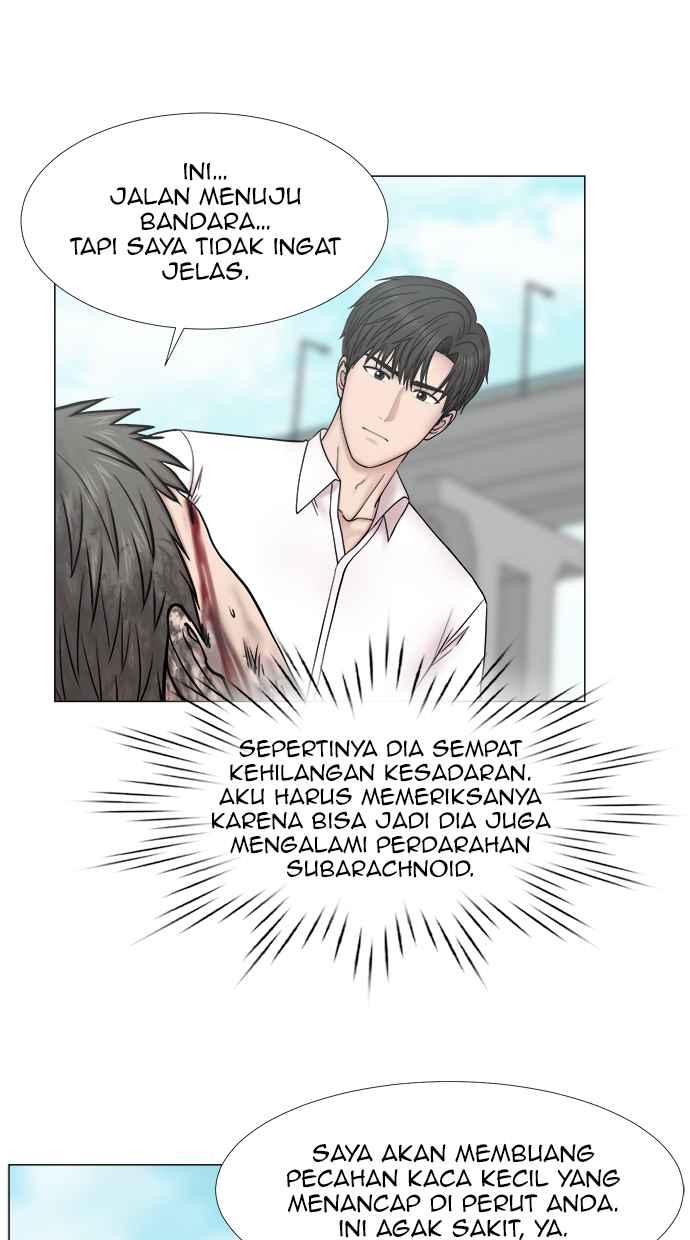 INI...
JALAN MENUJU
BANDARA...
TAPI SAYA TIDAK INGAT
JELAS.
SEPERTINYA DIA SEMPAT
KEHILANGAN KESADARAN.
AKU HARUS MEMERIKSANYA
KARENA BISA JADI DIA JUGA
MENGALAMI PERDARAHAN
SUBARACHNOID.
SAYA AKAN MEMBUANG
PECAHAN KACA KECIL YANG
MENANCAP DI PERUT ANDA.
INI AGAK SAKIT, YA.